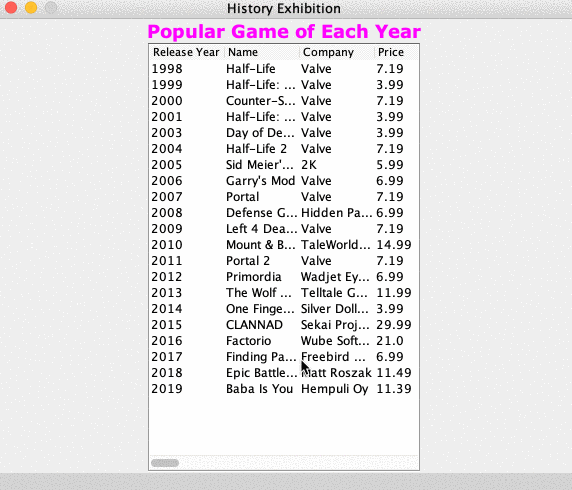 History Exhibition
Popular Game of Each Year
Release Year Name Company Price
1998 Half-Life Valve 7.19
1999 Half-Life: ... Valve 3.99
2000 Counter-S... Valve 7.19
2001 Half-Life: ... Valve 3.99
2003 Day of De... Valve 3.99
2004 Half-Life 2 Valve 7.19
2005 Sid Meier'... 2K 5.99
2006 Garry's Mod Valve 6.99
2007 Portal Valve 7.19
2008 Defense G... Hidden Pa... 6.99
2009 Left 4 Dea... Valve 7.19
2010 Mount & B... TaleWorld... 14.99
2011 Portal 2 Valve 7.19
2012 Primordia Wadjet Ey... 6.99
2013 The Wolf ... Telltale G... 11.99
2014 One Finge... Silver Doll... 3.99
2015 CLANNAD Sekai Proj... 29.99
2016 Factorio Wube Soft... 21.0
2017 Finding Pa... Freebird ... 6.99
2018 Epic Battle... Matt Roszak 11.49
2019 Baba Is You Hempuli Oy 11.39